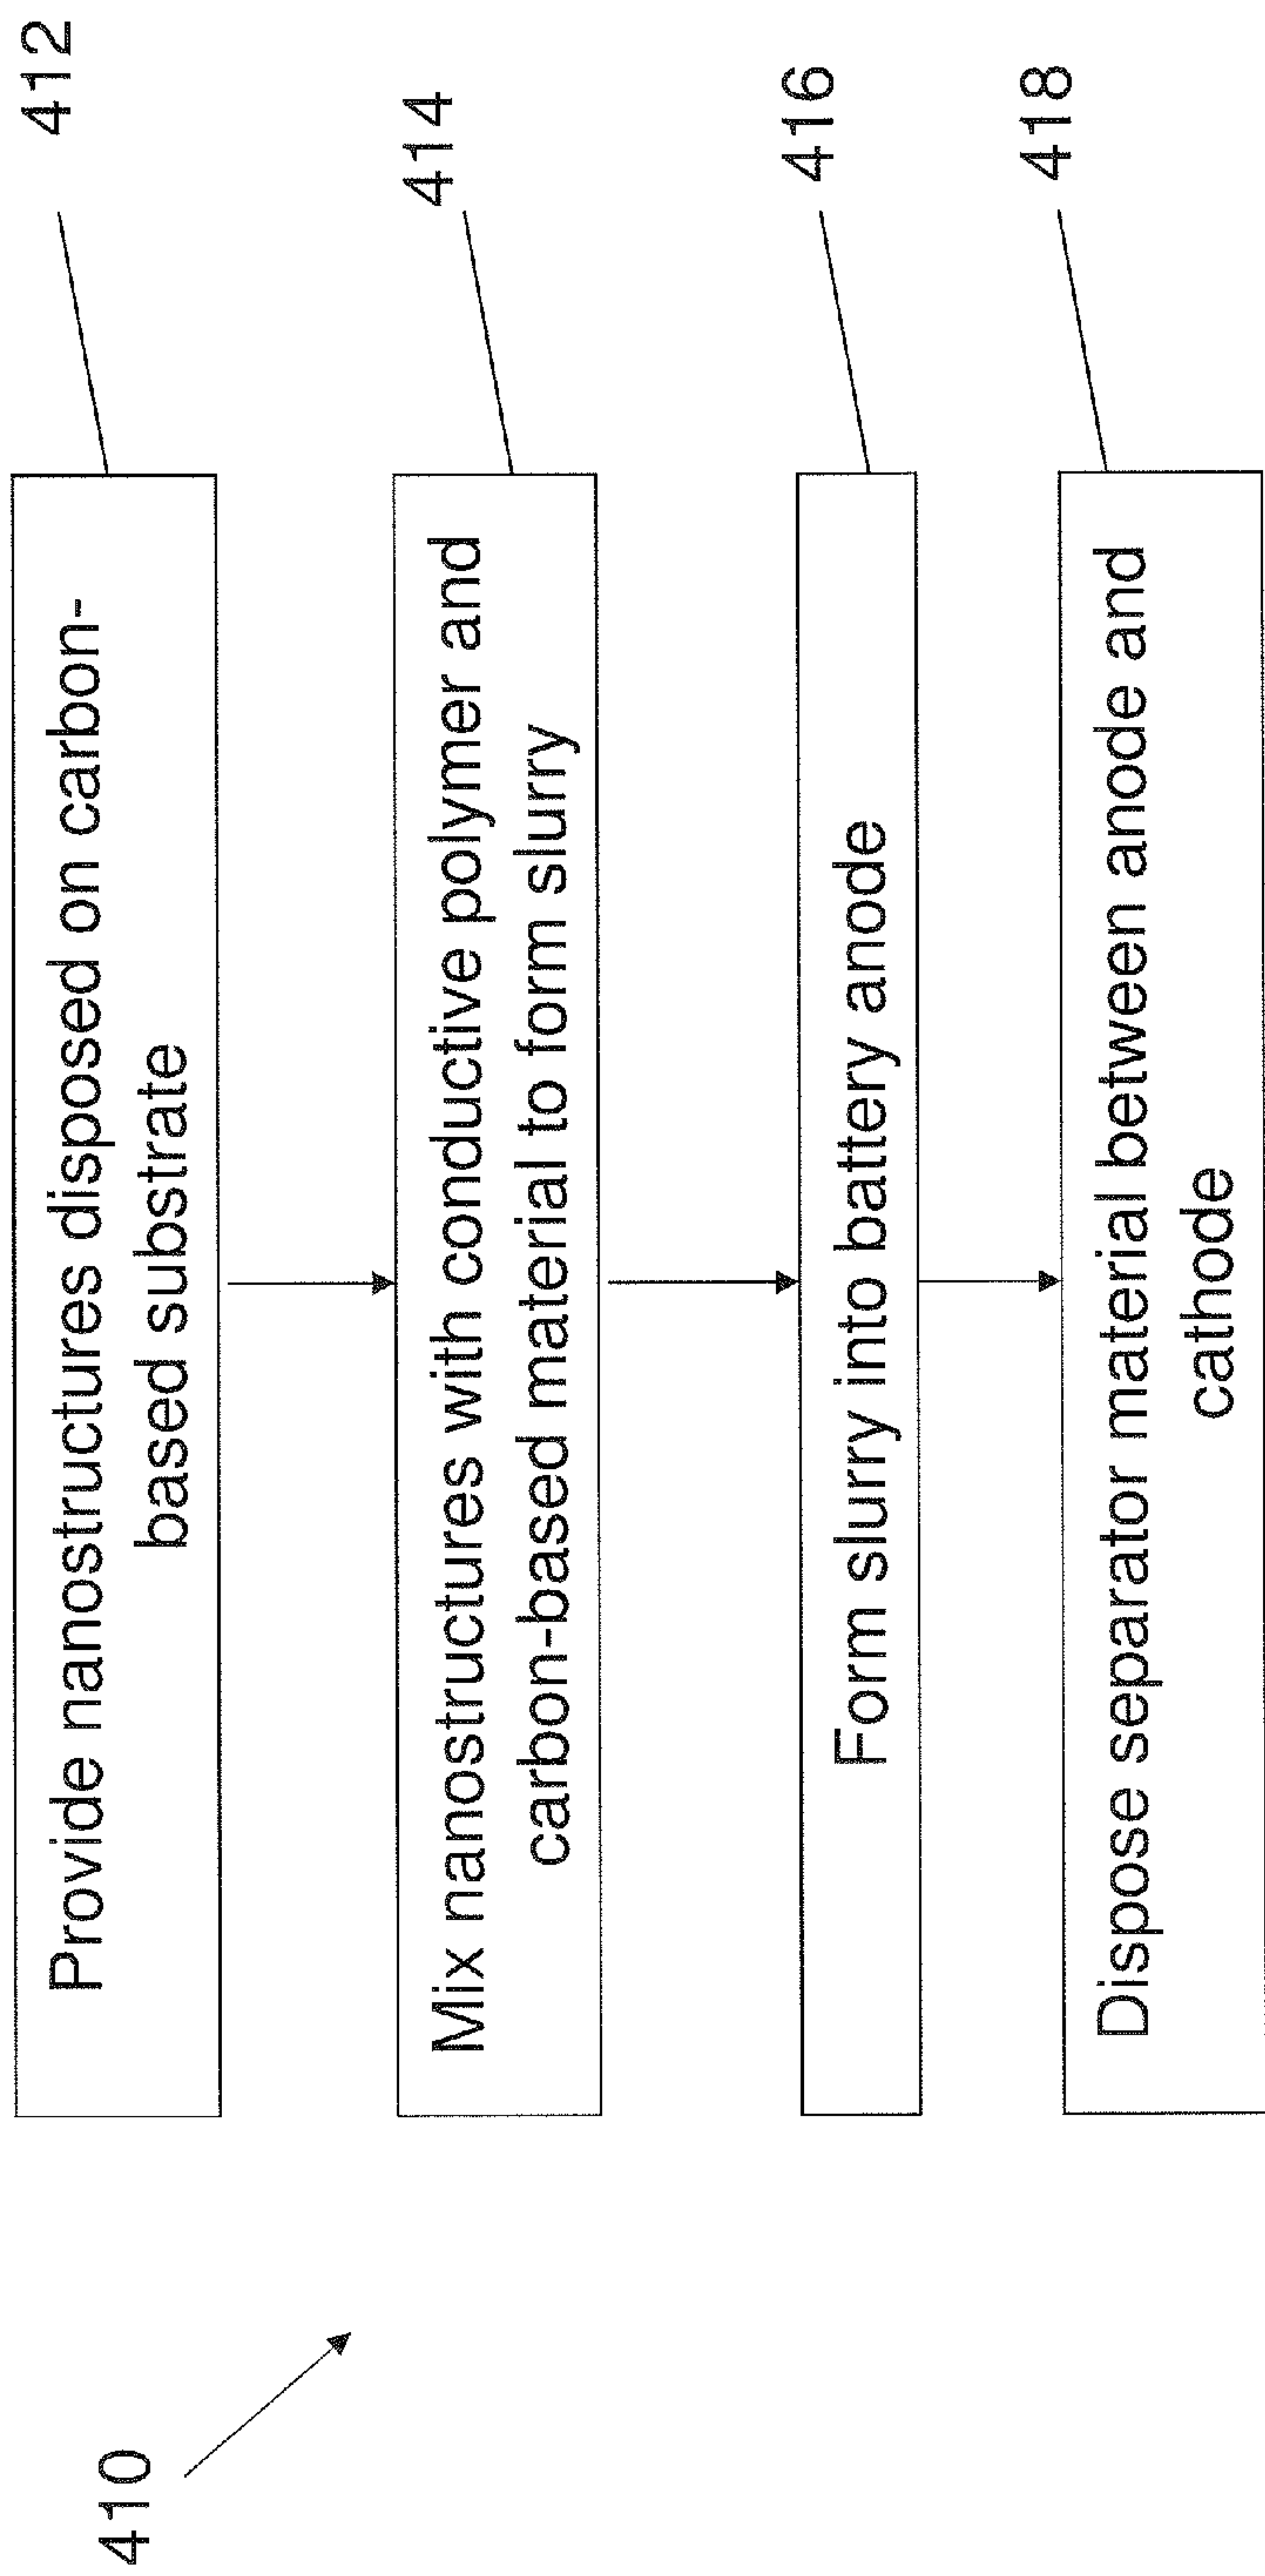 410
412
Provide nanostructures disposed on carbon-
based substrate
414
Mix nanostructures with conductive polymer and
carbon-based material to form slurry
416
Form slurry into battery anode
418
Dispose separator material between anode and
cathode